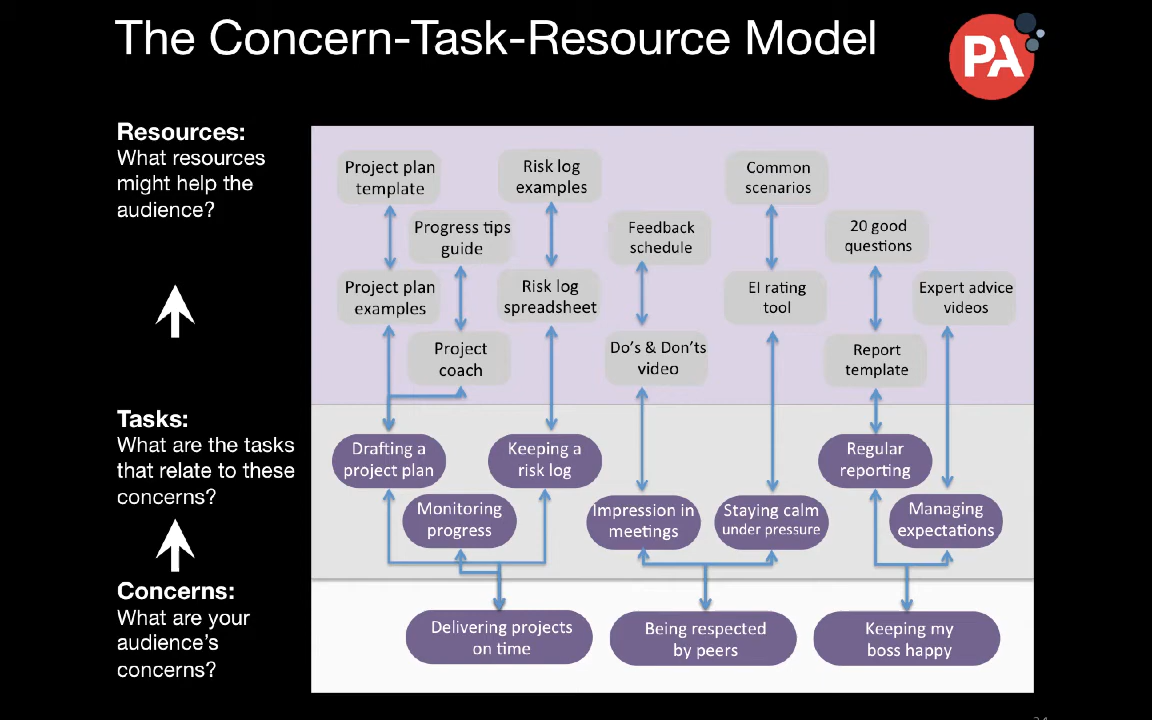 The Concern-Task-Resource Model
PA
Resources:
What resources
might help the
audience?
Project plan
template
Risk log
examples
Common
scenarios
Progress tips
guide
Feedback
schedule
20 good
questions
Project plan
examples
Risk log
spreadsheet
EI rating
tool
Expert advice
videos
Project
coach
Do's & Don'ts
video
Report
template
Tasks:
What are the tasks
that relate to these
concerns?
Drafting a
project plan
Keeping a
risk log
Regular
reporting
Monitoring
progress
Impression in
meetings
Staying calm
under pressure
Managing
expectations
Concerns:
What are your
audience's
concerns?
Delivering projects
on time
Being respected
by peers
Keeping my
boss happy